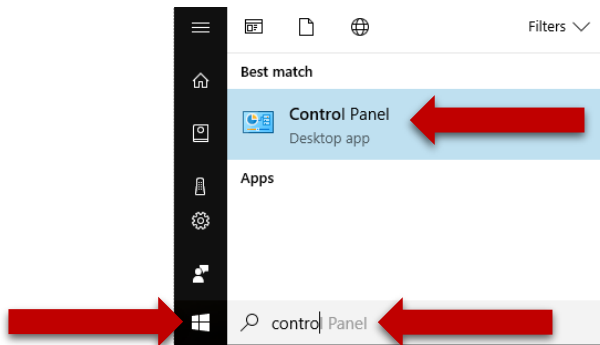 Filters
Best match
Control Panel
Desktop app
Apps
control Panel